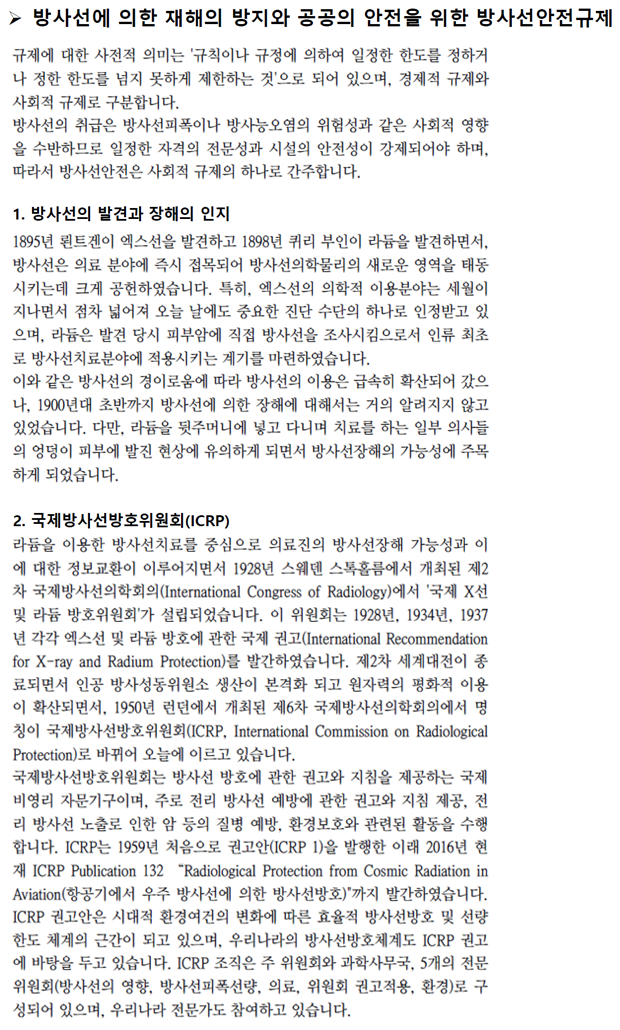 ➢ 방사선에 의한 재해의 방지와 공공의 안전을 위한 방사선안전규제
규제에 대한 사전적 의미는 '규칙이나 규정에 의하여 일정한 한도를 정하거
나 정한 한도를 넘지 못하게 제한하는 것'으로 되어 있으며, 경제적 규제와
사회적 규제로 구분합니다.
방사선의 취급은 방사선피폭이나 방사능오염의 위험성과 같은 사회적 영향
을 수반하므로 일정한 자격의 전문성과 시설의 안전성이 강제되어야 하며,
따라서 방사선안전은 사회적 규제의 하나로 간주합니다.
1. 방사선의 발견과 장해의 인지
1895년 뢴트겐이 엑스선을 발견하고 1898년 퀴리 부인이 라듐을 발견하면서,
방사선은 의료 분야에 즉시 접목되어 방사선의학물리의 새로운 영역을 태동
시키는데 크게 공헌하였습니다. 특히, 엑스선의 의학적 이용분야는 세월이
지나면서 점차 넓어져 오늘 날에도 중요한 진단 수단의 하나로 인정받고 있
으며, 라듐은 발견 당시 피부암에 직접 방사선을 조사시킴으로서 인류 최초
로 방사선치료분야에 적용시키는 계기를 마련하였습니다.
이와 같은 방사선의 경이로움에 따라 방사선의 이용은 급속히 확산되어 갔으
나, 1900년대 초반까지 방사선에 의한 장해에 대해서는 거의 알려지지 않고
있었습니다. 다만, 라듐을 뒷주머니에 넣고 다니며 치료를 하는 일부 의사들
의 엉덩이 피부에 발진 현상에 유의하게 되면서 방사선장해의 가능성에 주목
하게 되었습니다.
2. 국제방사선방호위원회(ICRP)
라듐을 이용한 방사선치료를 중심으로 의료진의 방사선장해 가능성과 이
에 대한 정보교환이 이루어지면서 1928년 스웨덴 스톡홀름에서 개최된 제2
차 국제방사선의학회의(International Congress of Radiology)에서 '국제 X선
및 라듐 방호위원회'가 설립되었습니다. 이 위원회는 1928년, 1934년, 1937
년 각각 엑스선 및 라듐 방호에 관한 국제 권고(International Recommendation
for X-ray and Radium Protection)를 발간하였습니다. 제2차 세계대전이 종
료되면서 인공 방사성동위원소 생산이 본격화 되고 원자력의 평화적 이용
이 확산되면서, 1950년 런던에서 개최된 제6차 국제방사선의학회의에서 명
칭이 국제방사선방호위원회(ICRP, International Commission on Radiological
Protection)로 바뀌어 오늘에 이르고 있습니다.
국제방사선방호위원회는 방사선 방호에 관한 권고와 지침을 제공하는 국제
비영리 자문기구이며, 주로 전리 방사선 예방에 관한 권고와 지침 제공, 전
리 방사선 노출로 인한 암 등의 질병 예방, 환경보호와 관련된 활동을 수행
합니다. ICRP는 1959년 처음으로 권고안(ICRP 1)을 발행한 이래 2016년 현
재 ICRP Publication 132 “Radiological Protection from Cosmic Radiation in
Aviation(항공기에서 우주 방사선에 의한 방사선방호)"까지 발간하였습니다.
ICRP 권고안은 시대적 환경여건의 변화에 따른 효율적 방사선방호 및 선량
한도 체계의 근간이 되고 있으며, 우리나라의 방사선방호체계도 ICRP 권고
에 바탕을 두고 있습니다. ICRP 조직은 주 위원회와 과학사무국, 5개의 전문
위원회(방사선의 영향, 방사선피폭선량, 의료, 위원회 권고적용, 환경)로 구
성되어 있으며, 우리나라 전문가도 참여하고 있습니다.